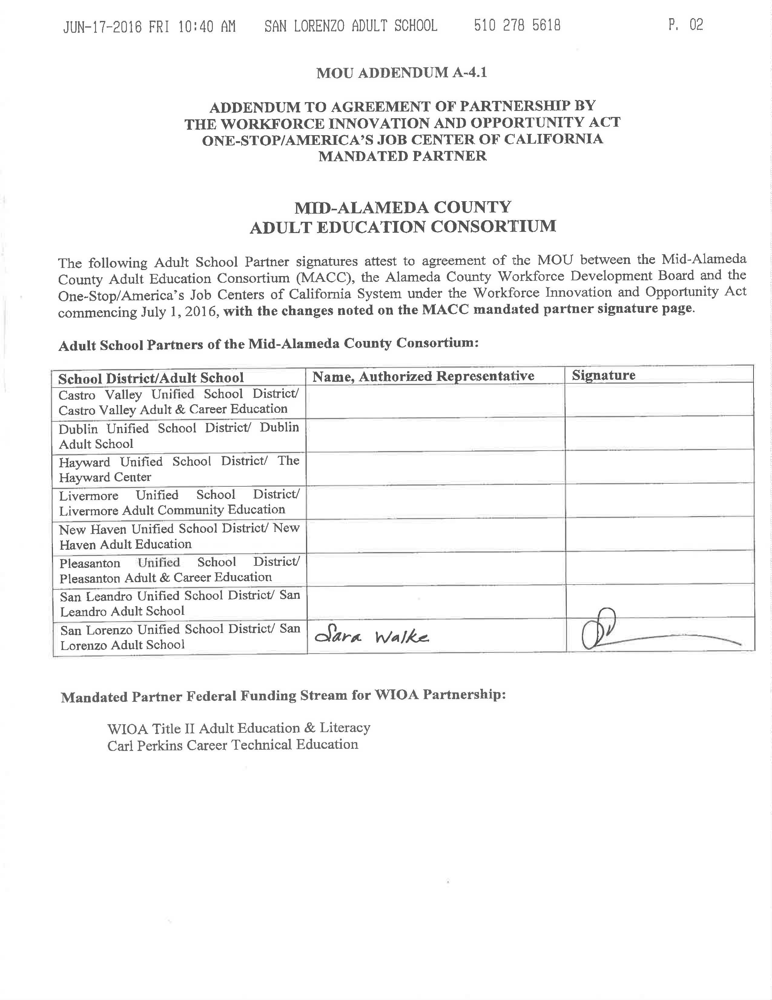 JUN-17-2016 FRI 10:40 AM SAN LORENZO ADULT SCHOOL 510 278 5618 P. 02
MOU ADDENDUM A-4.1
ADDENDUM TO AGREEMENT OF PARTNERSHIP BY
THE WORKFORCE INNOVATION AND OPPORTUNITY ACT
ONE-STOP/AMERICA'S JOB CENTER OF CALIFORNIA
MANDATED PARTNER
MID-ALAMEDA COUNTY
ADULT EDUCATION CONSORTIUM
The following Adult School Partner signatures attest to agreement of the MOU between the Mid-Alameda
County Adult Education Consortium (MACC), the Alameda County Workforce Development Board and the
One-Stop/America's Job Centers of California System under the Workforce Innovation and Opportunity Act
commencing July 1, 2016, with the changes noted on the MACC mandated partner signature page.
Adult School Partners of the Mid-Alameda County Consortium:
School District/Adult School Name, Authorized Representative Signature
Castro Valley Unified School District/
Castro Valley Adult & Career Education
Dublin Unified School District/ Dublin
Adult School
Hayward Unified School District/ The
Hayward Center
Livermore Unified School District/
Livermore Adult Community Education
New Haven Unified School District/ New
Haven Adult Education
Pleasanton Unified School District/
Pleasanton Adult & Career Education
San Leandro Unified School District/ San
Leandro Adult School
San Lorenzo Unified School District/ San
Lorenzo Adult School
Sara Walke
Mandated Partner Federal Funding Stream for WIOA Partnership:
WIOA Title II Adult Education & Literacy
Carl Perkins Career Technical Education